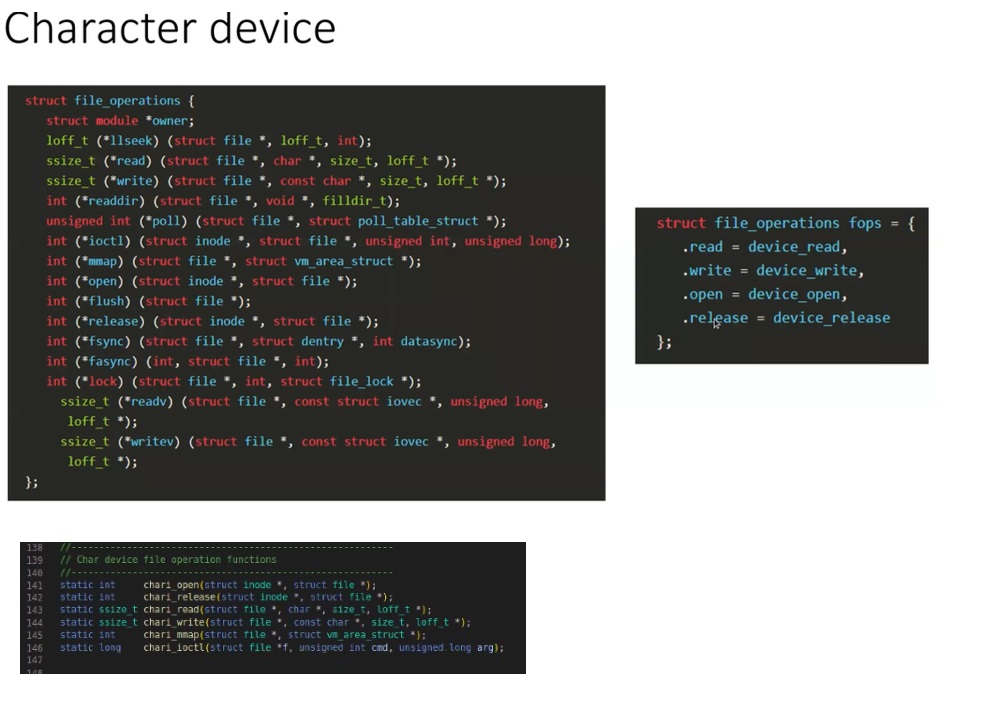 Character device
struct file_operations {
struct module *owner;
loff_t (*llseek) (struct file *, loff_t, int);
ssize_t (*read) (struct file *, char *, size_t, loff_t *);
ssize_t (*write) (struct file *, const char *, size_t, loff_t *);
int (*readdir) (struct file *, void *, filldir_t);
unsigned int (*poll) (struct file *, struct poll_table_struct *);
int (*ioctl) (struct inode *, struct file *, unsigned int, unsigned long);
int (*mmap) (struct file *, struct vm_area_struct *);
int (*open) (struct inode *, struct file *);
int (*flush) (struct file *);
int (*release) (struct inode *, struct file *);
int (*fsync) (struct file *, struct dentry *, int datasync);
int (*fasync) (int, struct file *, int);
int (*lock) (struct file *, int, struct file_lock *);
ssize_t (*readv) (struct file *, const struct iovec *, unsigned long,
loff_t *);
ssize_t (*writev) (struct file *, const struct iovec *, unsigned long,
loff_t *);
};
struct file_operations fops = {
.read = device_read,
.write = device_write,
.open = device_open,
.release = device_release
};
138 //----------------------------------------------------------
139 // Char device file operation functions
140 //----------------------------------------------------------
141 static int chari_open(struct inode *, struct file *);
142 static int chari_release(struct inode *, struct file *);
143 static ssize_t chari_read(struct file *, char *, size_t, loff_t *);
144 static ssize_t chari_write(struct file *, const char *, size_t, loff_t *);
145 static int chari_mmap(struct file *, struct vm_area_struct *);
146 static long chari_ioctl(struct file *f, unsigned int cmd, unsigned long arg);
147